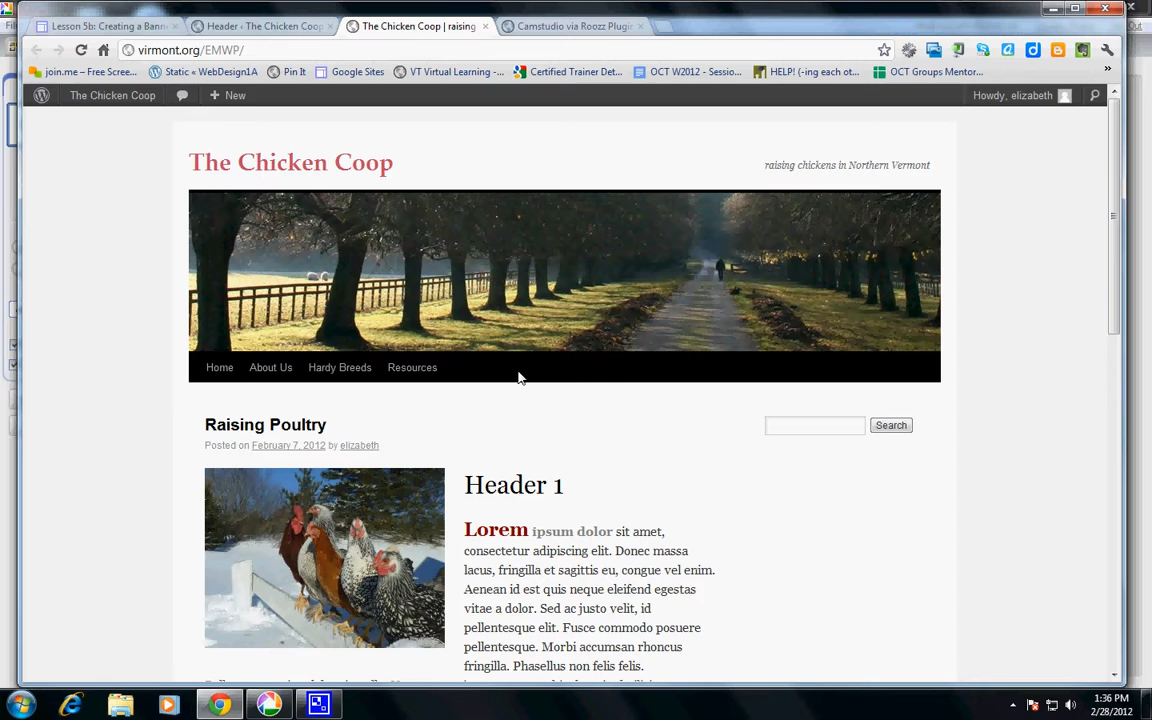 Lesson 5b: Creating a Bann
Header ‹ The Chicken Coop
The Chicken Coop | raising
Camstudio via Roozz Plugin
virmont.org/EMWP/
join.me – Free Scree...
Static « WebDesign1A
Pin It
Google Sites
VT Virtual Learning -...
Certified Trainer Det...
OCT W2012 - Sessio...
HELP! (-ing each ot...
OCT Groups Mentor...
»
The Chicken Coop
+ New
Howdy, elizabeth
The Chicken Coop
raising chickens in Northern Vermont
Home
About Us
Hardy Breeds
Resources
Raising Poultry
Search
Posted on February 7, 2012 by elizabeth
Header 1
Lorem ipsum dolor sit amet,
consectetur adipiscing elit. Donec massa
lacus, fringilla et sagittis eu, congue vel enim.
Aenean id est quis neque eleifend egestas
vitae a dolor. Sed ac justo velit, id
pellentesque elit. Fusce commodo posuere
pellentesque. Morbi accumsan rhoncus
fringilla. Phasellus non felis felis.
1:36 PM
2/28/2012